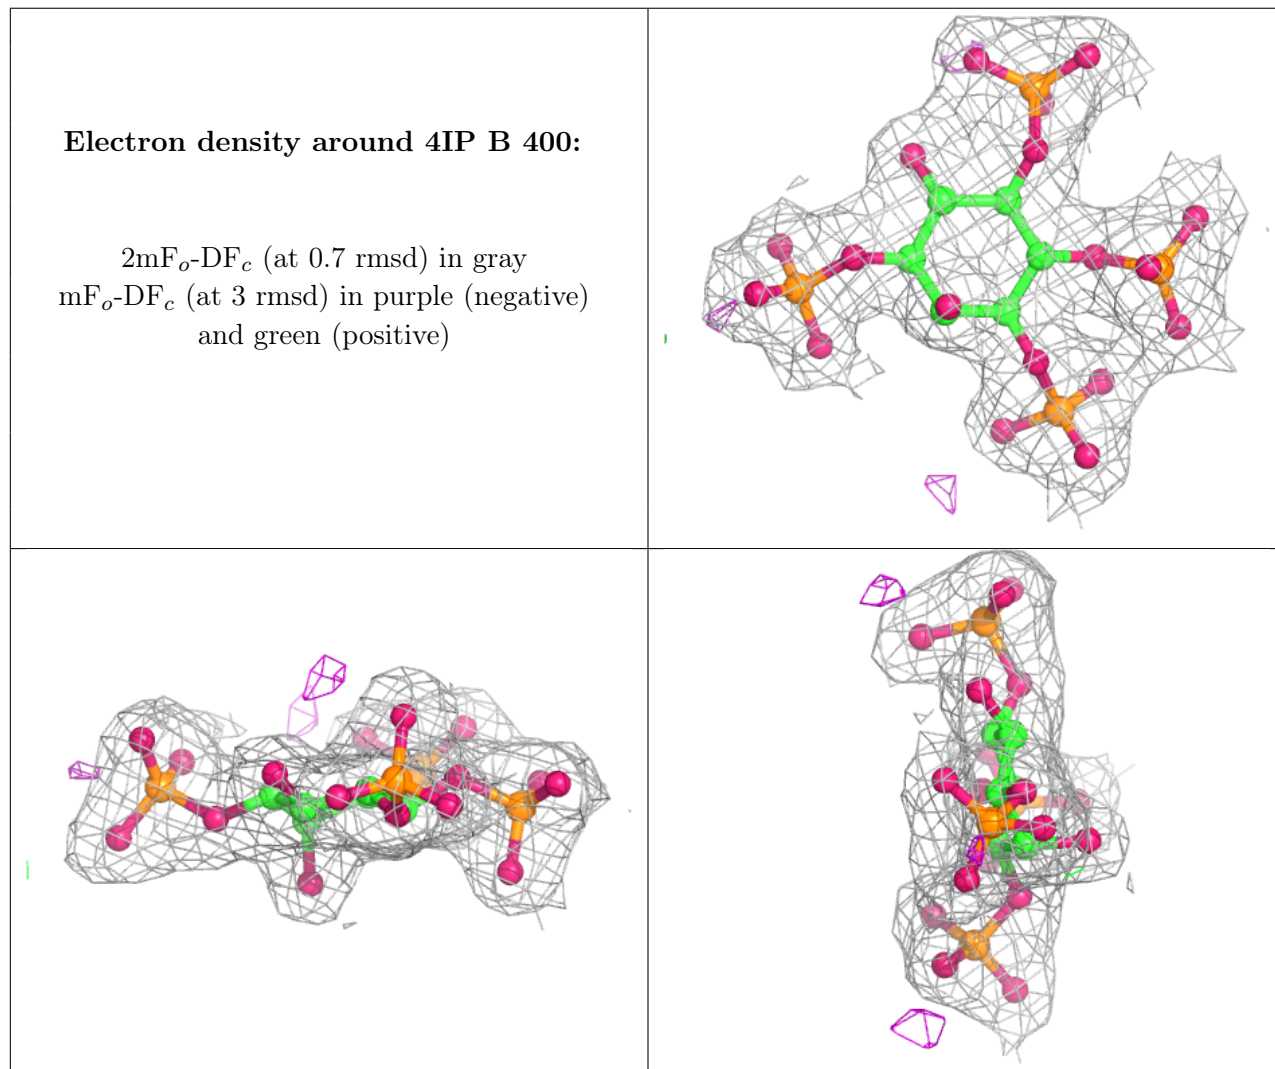 Electron density around 4IP B 400:
2mFo-DFc (at 0.7 rmsd) in gray
mFo-DFc (at 3 rmsd) in purple (negative)
and green (positive)